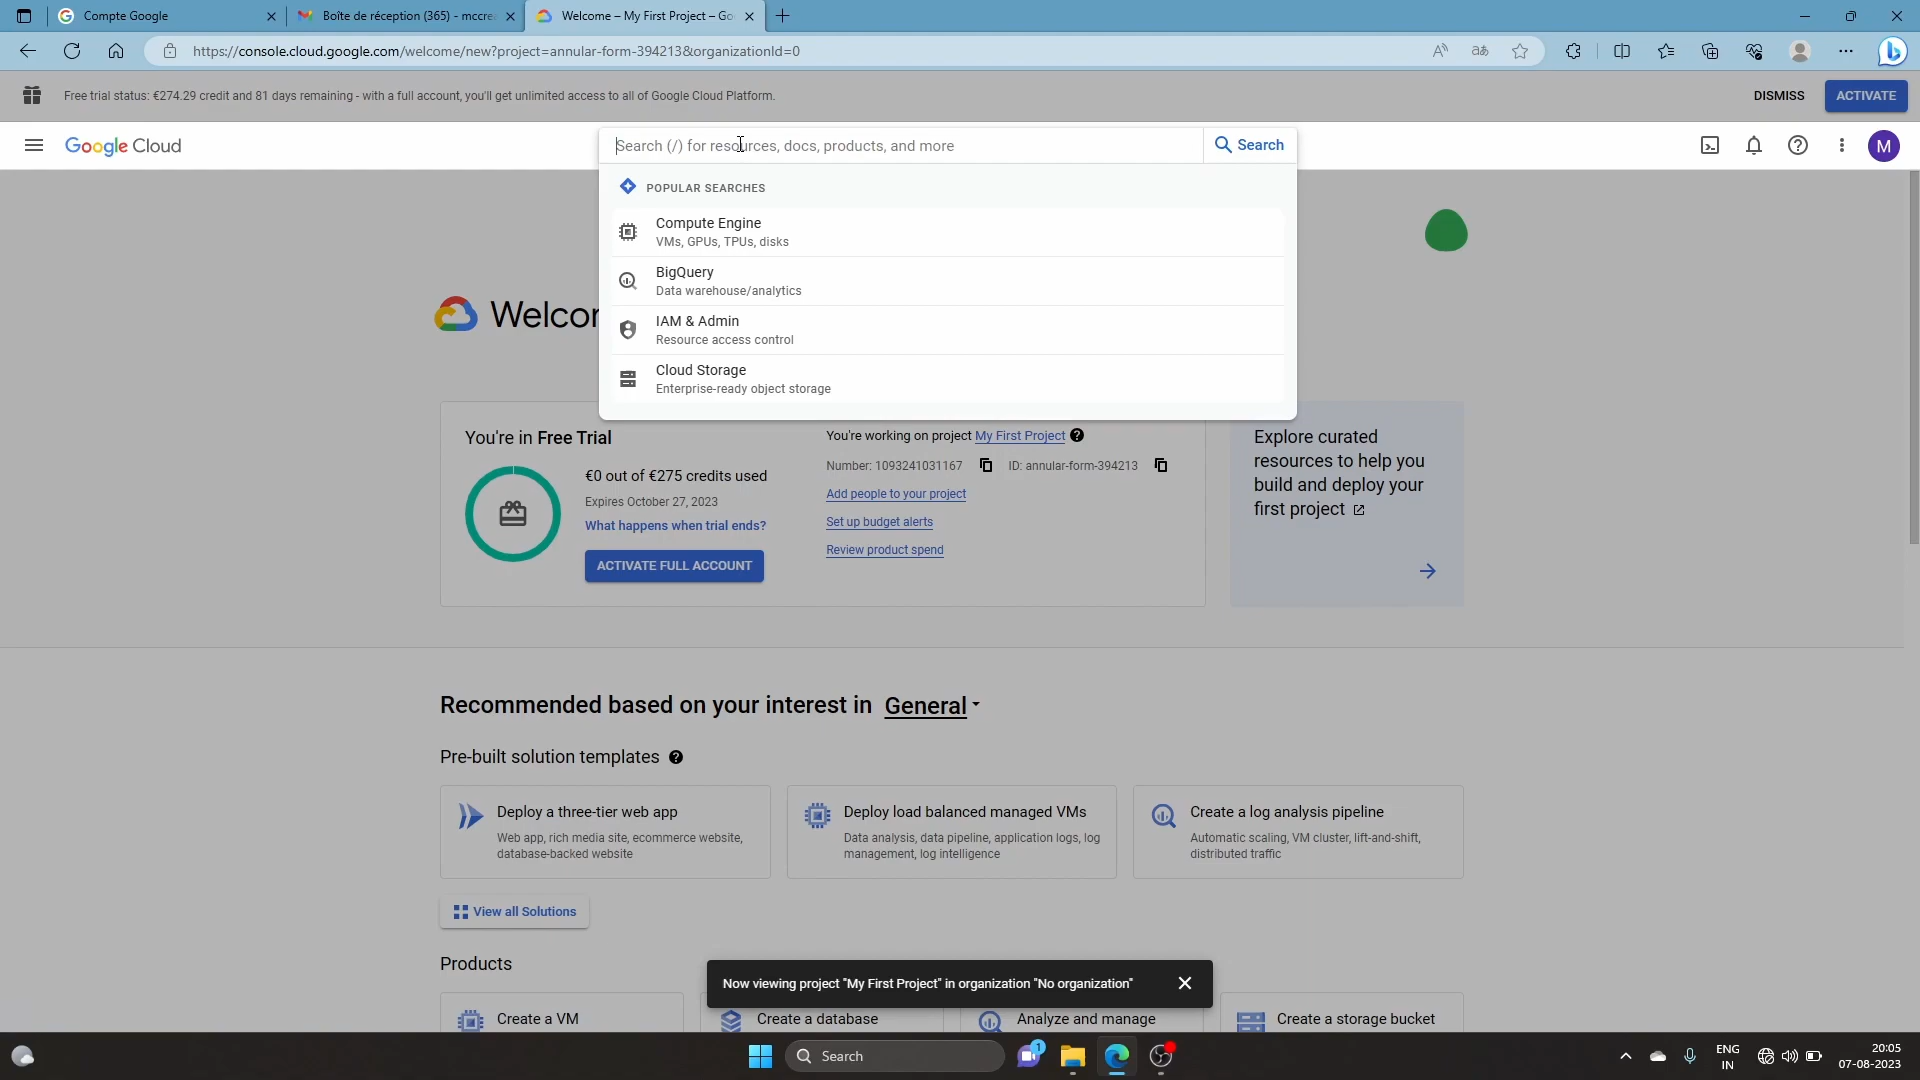 Compte Google
Boîte de réception (365) - mccrea
Welcome – My First Project – Go
https://console.cloud.google.com/welcome/new?project=annular-form-394213&organizationId=0
Free trial status: €274.29 credit and 81 days remaining - with a full account, you'll get unlimited access to all of Google Cloud Platform.
DISMISS
ACTIVATE
Google Cloud
Search (/) for resources, docs, products, and more
Search
M
POPULAR SEARCHES
Compute Engine
VMs, GPUs, TPUs, disks
BigQuery
Data warehouse/analytics
IAM & Admin
Resource access control
Cloud Storage
Enterprise-ready object storage
Welcor
You're in Free Trial
€0 out of €275 credits used
Expires October 27, 2023
What happens when trial ends?
ACTIVATE FULL ACCOUNT
You're working on project My First Project
Number: 1093241031167
ID: annular-form-394213
Add people to your project
Set up budget alerts
Review product spend
Explore curated
resources to help you
build and deploy your
first project
Recommended based on your interest in General
Pre-built solution templates
Deploy a three-tier web app
Web app, rich media site, ecommerce website,
database-backed website
Deploy load balanced managed VMs
Data analysis, data pipeline, application logs, log
management, log intelligence
Create a log analysis pipeline
Automatic scaling, VM cluster, lift-and-shift,
distributed traffic
View all Solutions
Products
Now viewing project "My First Project" in organization "No organization"
Create a VM
Create a database
Analyze and manage
Create a storage bucket
Search
1
ENG
IN
20:05
07-08-2023